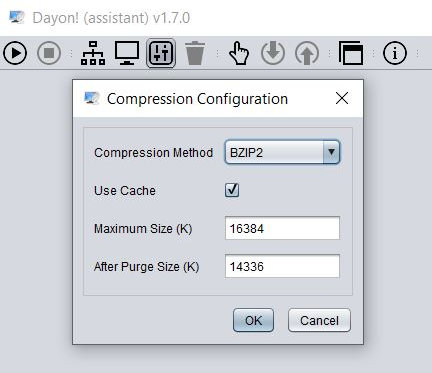 Dayon! (assistant) v1.7.0
Compression Configuration
Compression Method BZIP2
Use Cache
Maximum Size (K) 16384
After Purge Size (K) 14336
OK Cancel